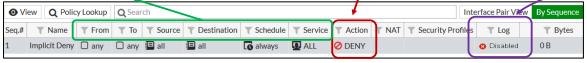 View Policy Lookup Search Interface Pair View By Sequence
Seq.# Name From To Source Destination Schedule Service Action NAT Security Profiles Log Bytes
1 Implicit Deny any any all all always ALL DENY Disabled 0 B